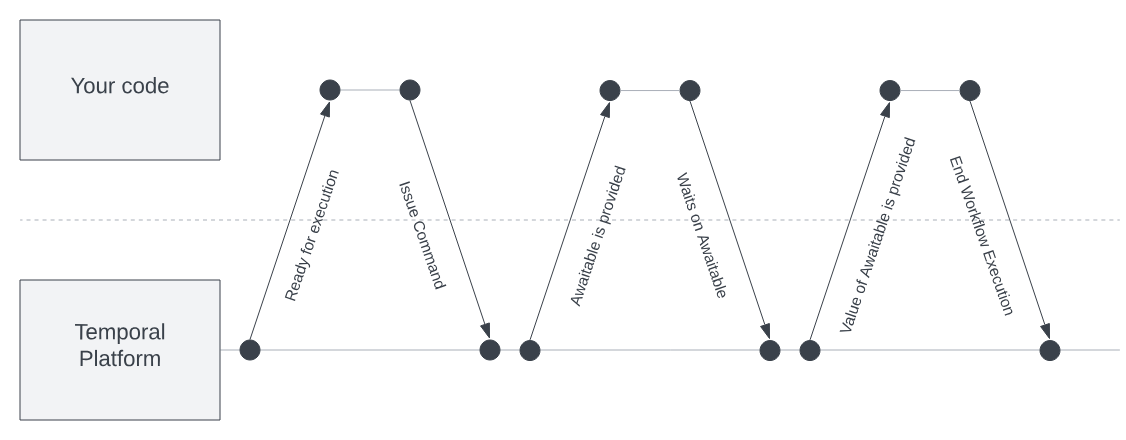 Your code
Ready for execution
Issue Command
Awaitable is provided
Waits on Awaitable
Value of Awaitable is provided
End Workflow Execution
Temporal
Platform